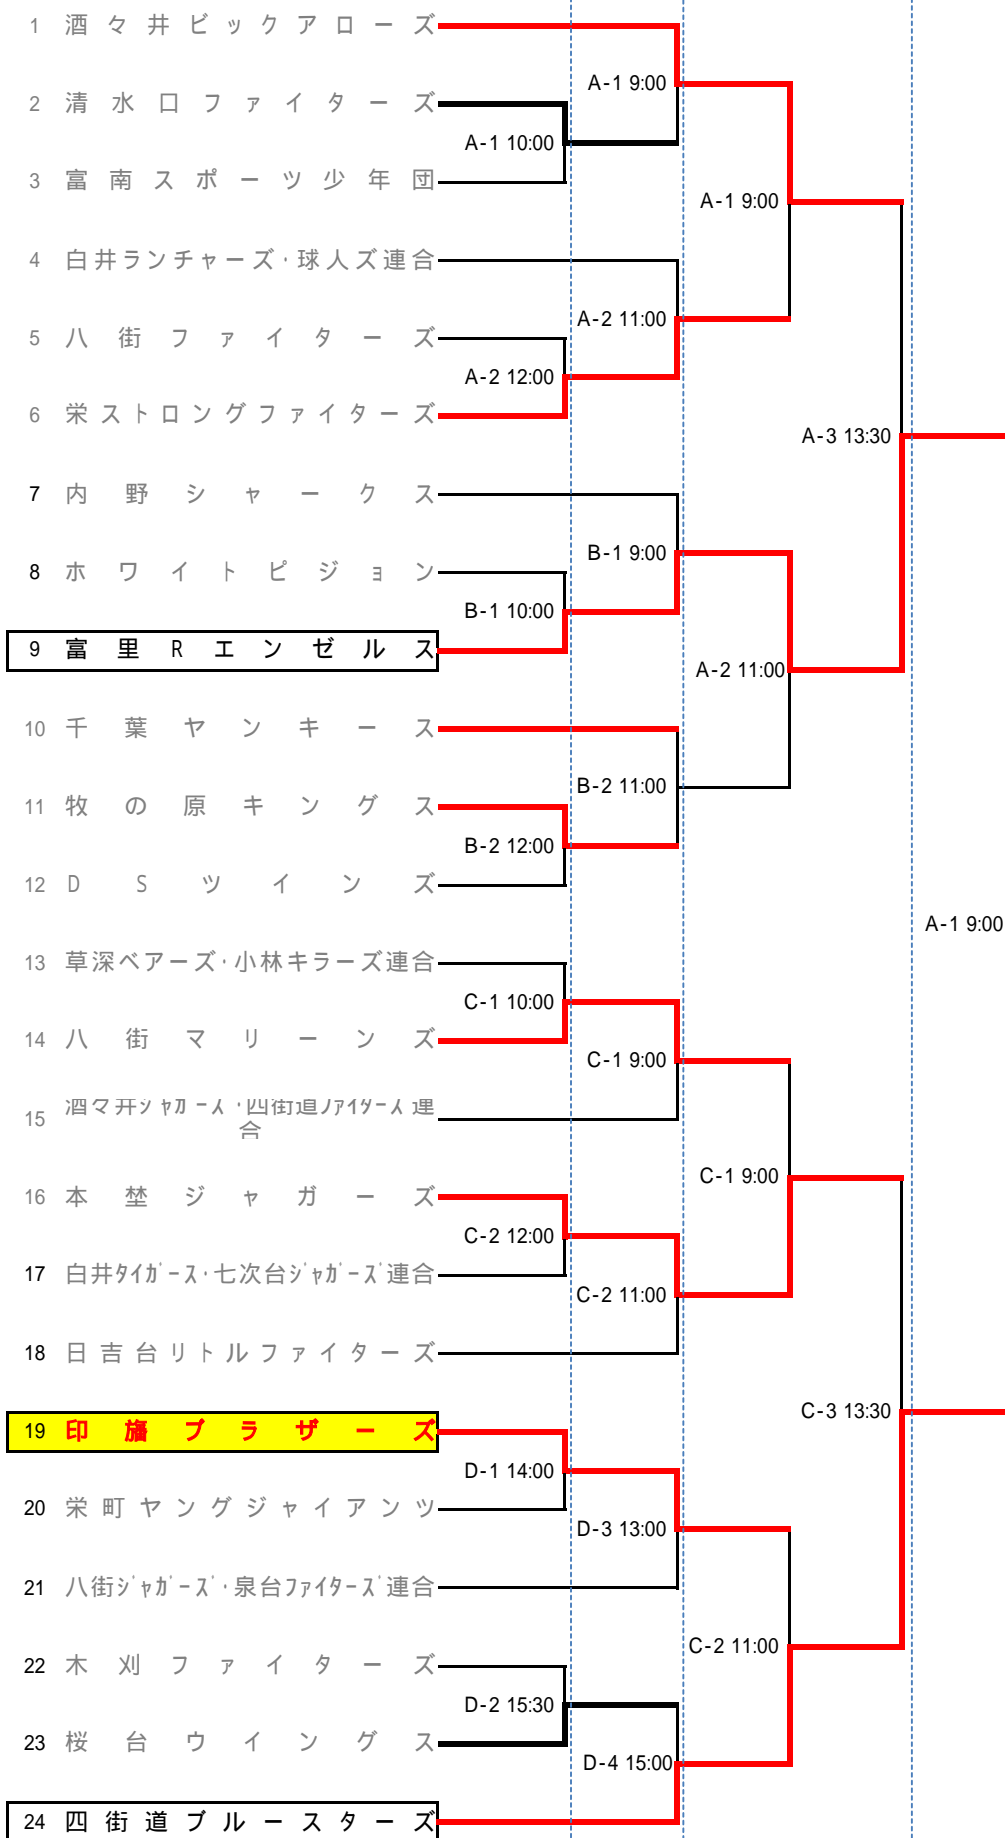 1 酒々井ビックアローズ
A-1 9:00
2 清水口ファイターズ
A-1 10:00
3 富南スポーツ少年団
A-1 9:00
4 白井ランチャーズ・球人ズ連合
A-2 11:00
5 八街ファイターズ
A-2 12:00
6 栄ストロングファイターズ
A-3 13:30
7 内野シャークス
B-1 9:00
8 ホワイトピジョン
B-1 10:00
9 富里Rエンゼルス
A-2 11:00
10 千葉ヤンキース
B-2 11:00
11 牧の原キングス
B-2 12:00
12 DSツインズ
A-1 9:00
13 草深ベアーズ・小林キラーズ連合
C-1 10:00
14 八街マリーンズ
C-1 9:00
15 酒々井ジャガーズ・四街道ファイターズ連
合
C-1 9:00
16 本埜ジャガーズ
C-2 12:00
17 白井タイガース・七次台ジャガーズ連合
C-2 11:00
18 日吉台リトルファイターズ
C-3 13:30
19 印旛ブラザーズ
D-1 14:00
20 栄町ヤングジャイアンツ
D-3 13:00
21 八街ジャガーズ・泉台ファイターズ連合
C-2 11:00
22 木刈ファイターズ
D-2 15:30
23 桜台ウイングス
D-4 15:00
24 四街道ブルースターズ